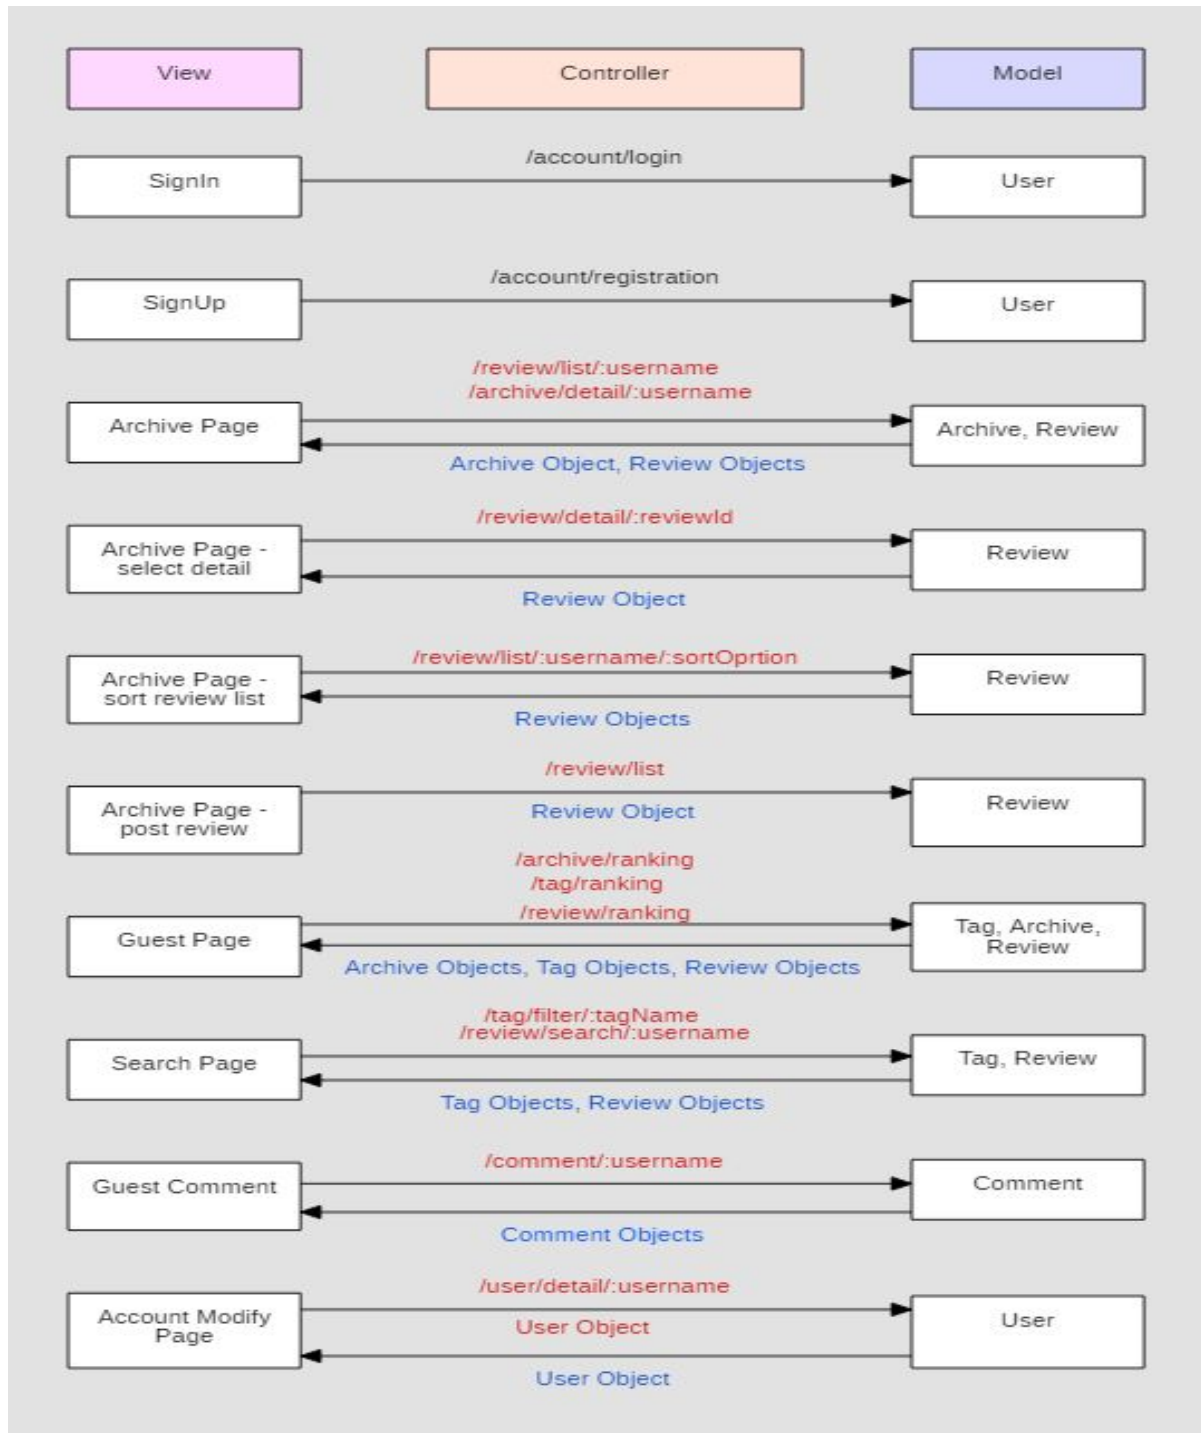 View
Controller
Model
/account/login
SignIn
User
/account/registration
SignUp
User
/review/list/:username
/archive/detail/:username
Archive Page
Archive, Review
Archive Object, Review Objects
/review/detail/:reviewId
Archive Page -
select detail
Review
Review Object
/review/list/:username/:sortOprtion
Archive Page -
sort review list
Review
Review Objects
/review/list
Archive Page -
post review
Review
Review Object
/archive/ranking
/tag/ranking
/review/ranking
Guest Page
Tag, Archive,
Review
Archive Objects, Tag Objects, Review Objects
/tag/filter/:tagName
/review/search/:username
Search Page
Tag, Review
Tag Objects, Review Objects
/comment/:username
Guest Comment
Comment
Comment Objects
/user/detail/:username
Account Modify
Page
User
User Object
User Object